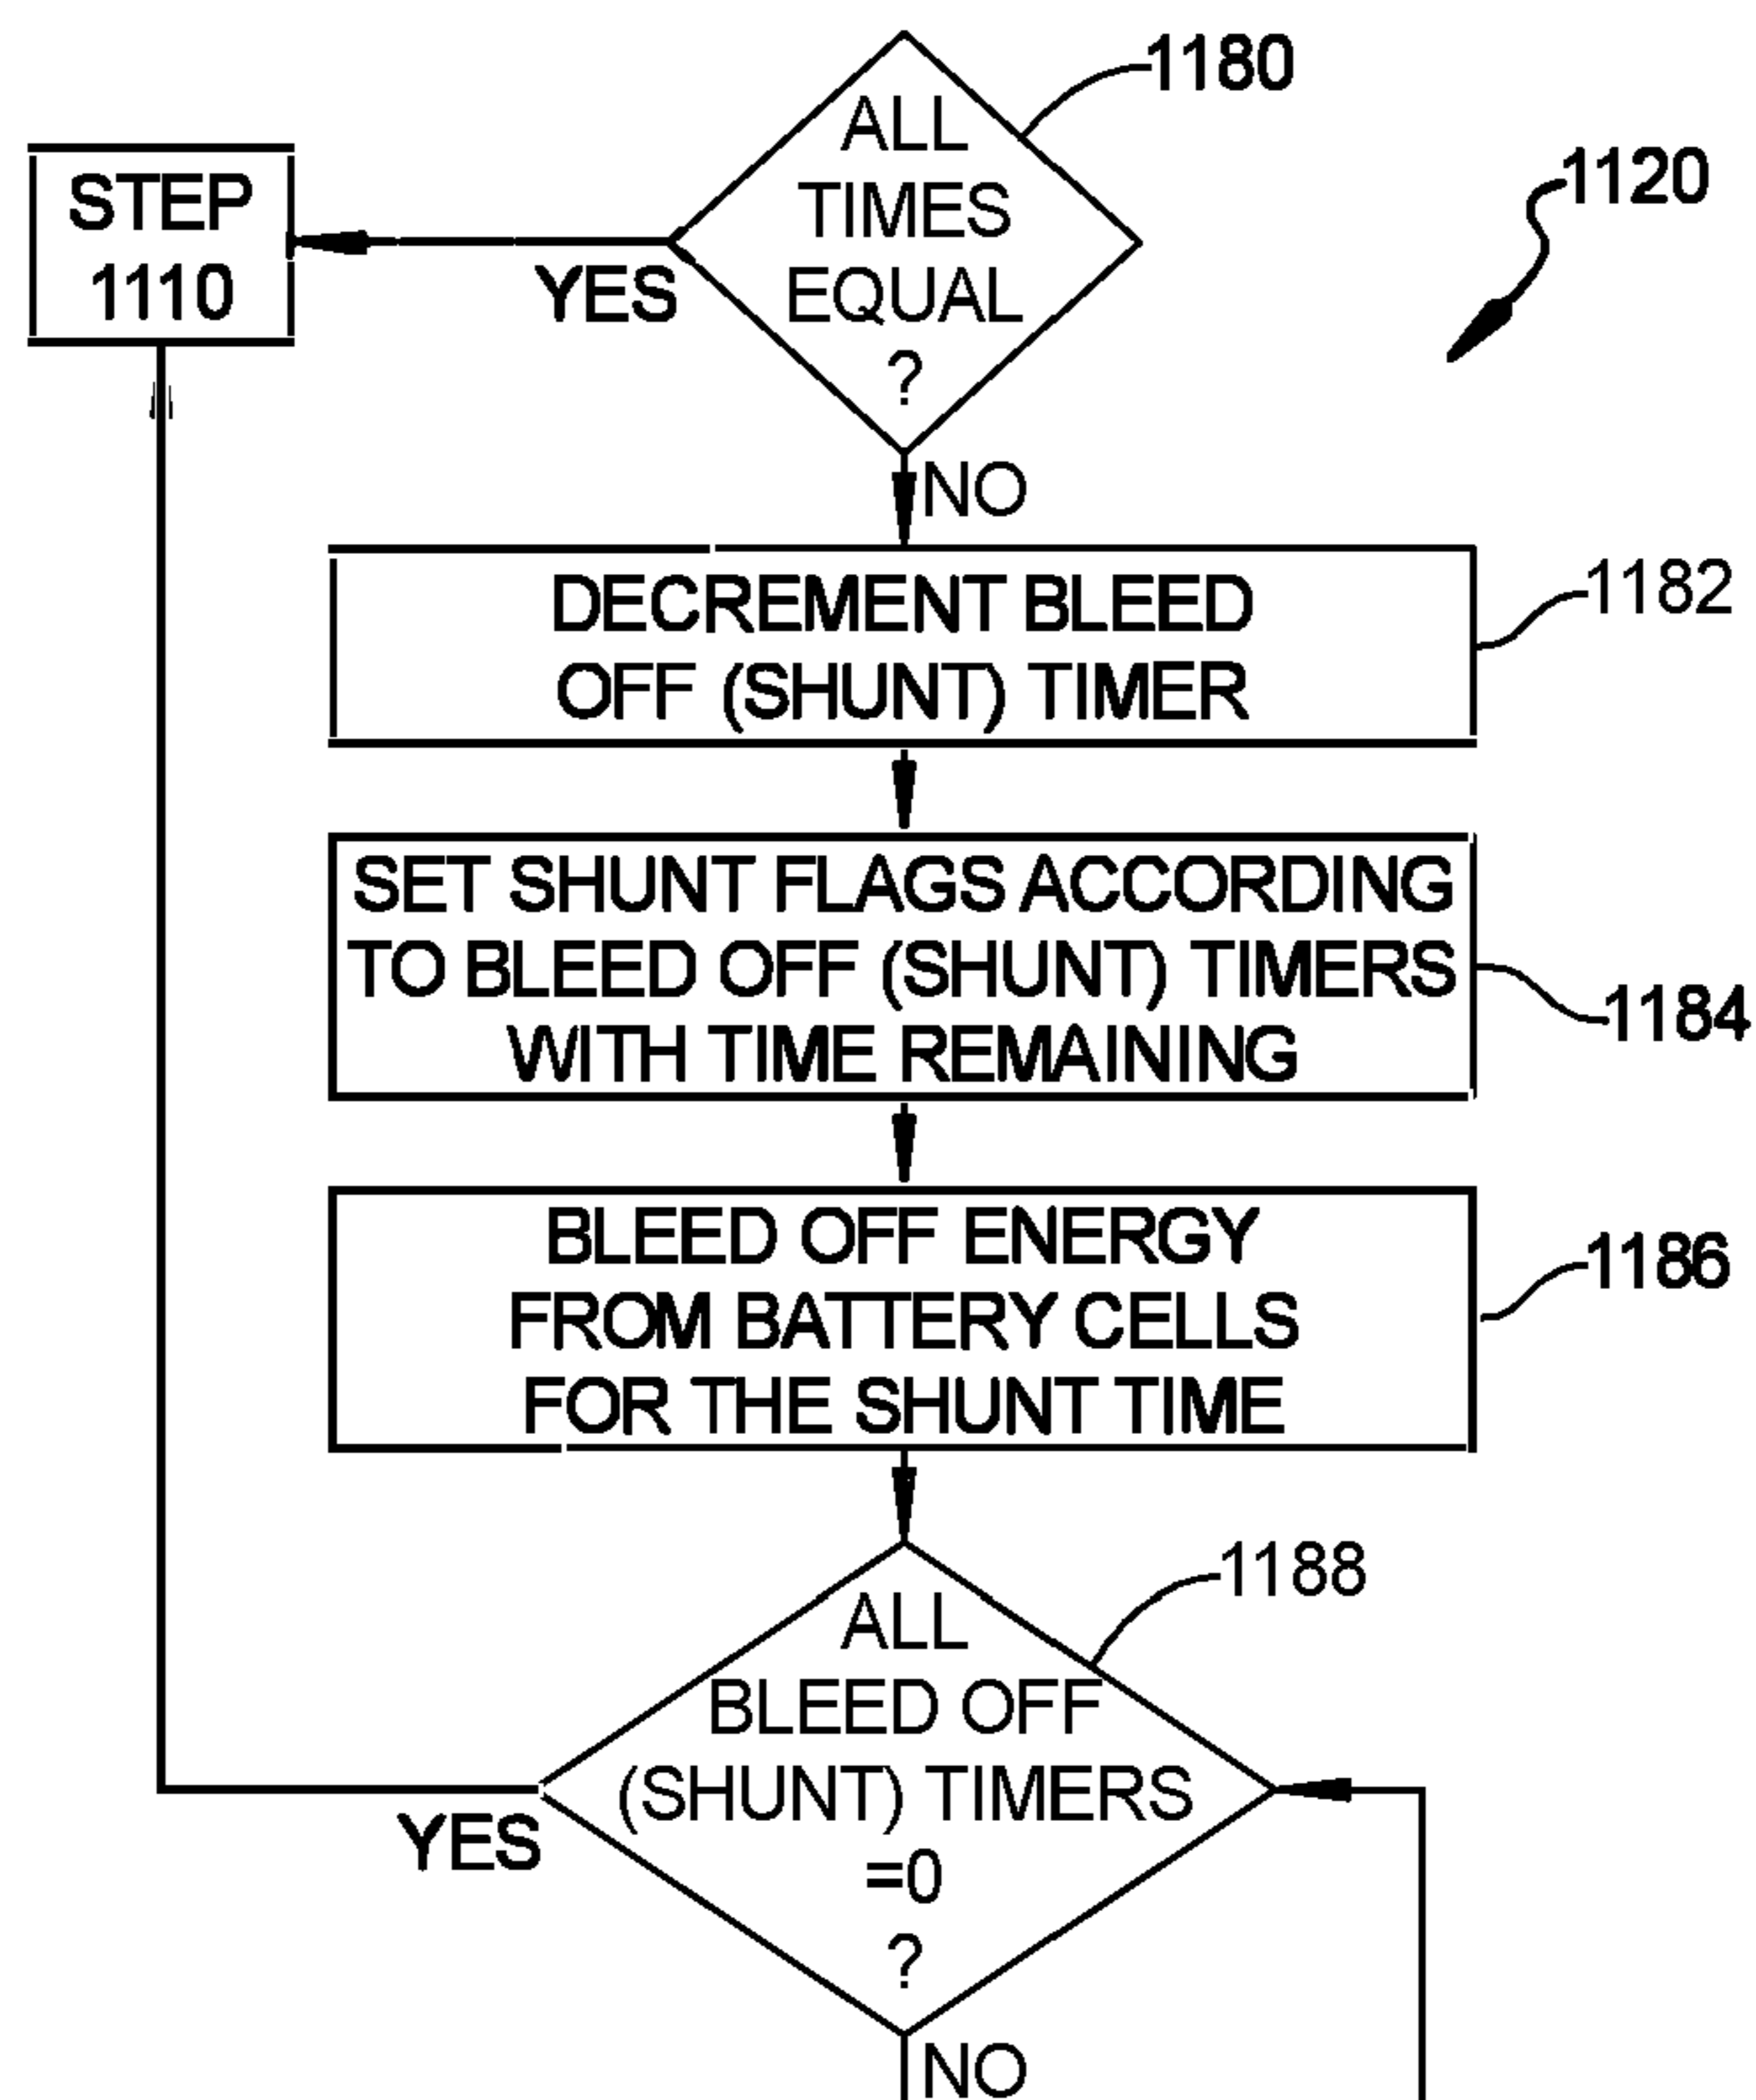 1180
ALL
TIMES
EQUAL
?
1120
STEP
1110
YES
NO
DECREMENT BLEED
OFF (SHUNT) TIMER
1182
SET SHUNT FLAGS ACCORDING
TO BLEED OFF (SHUNT) TIMERS
WITH TIME REMAINING
1184
BLEED OFF ENERGY
FROM BATTERY CELLS
FOR THE SHUNT TIME
1186
1188
ALL
BLEED OFF
(SHUNT) TIMERS
=0
?
YES
NO